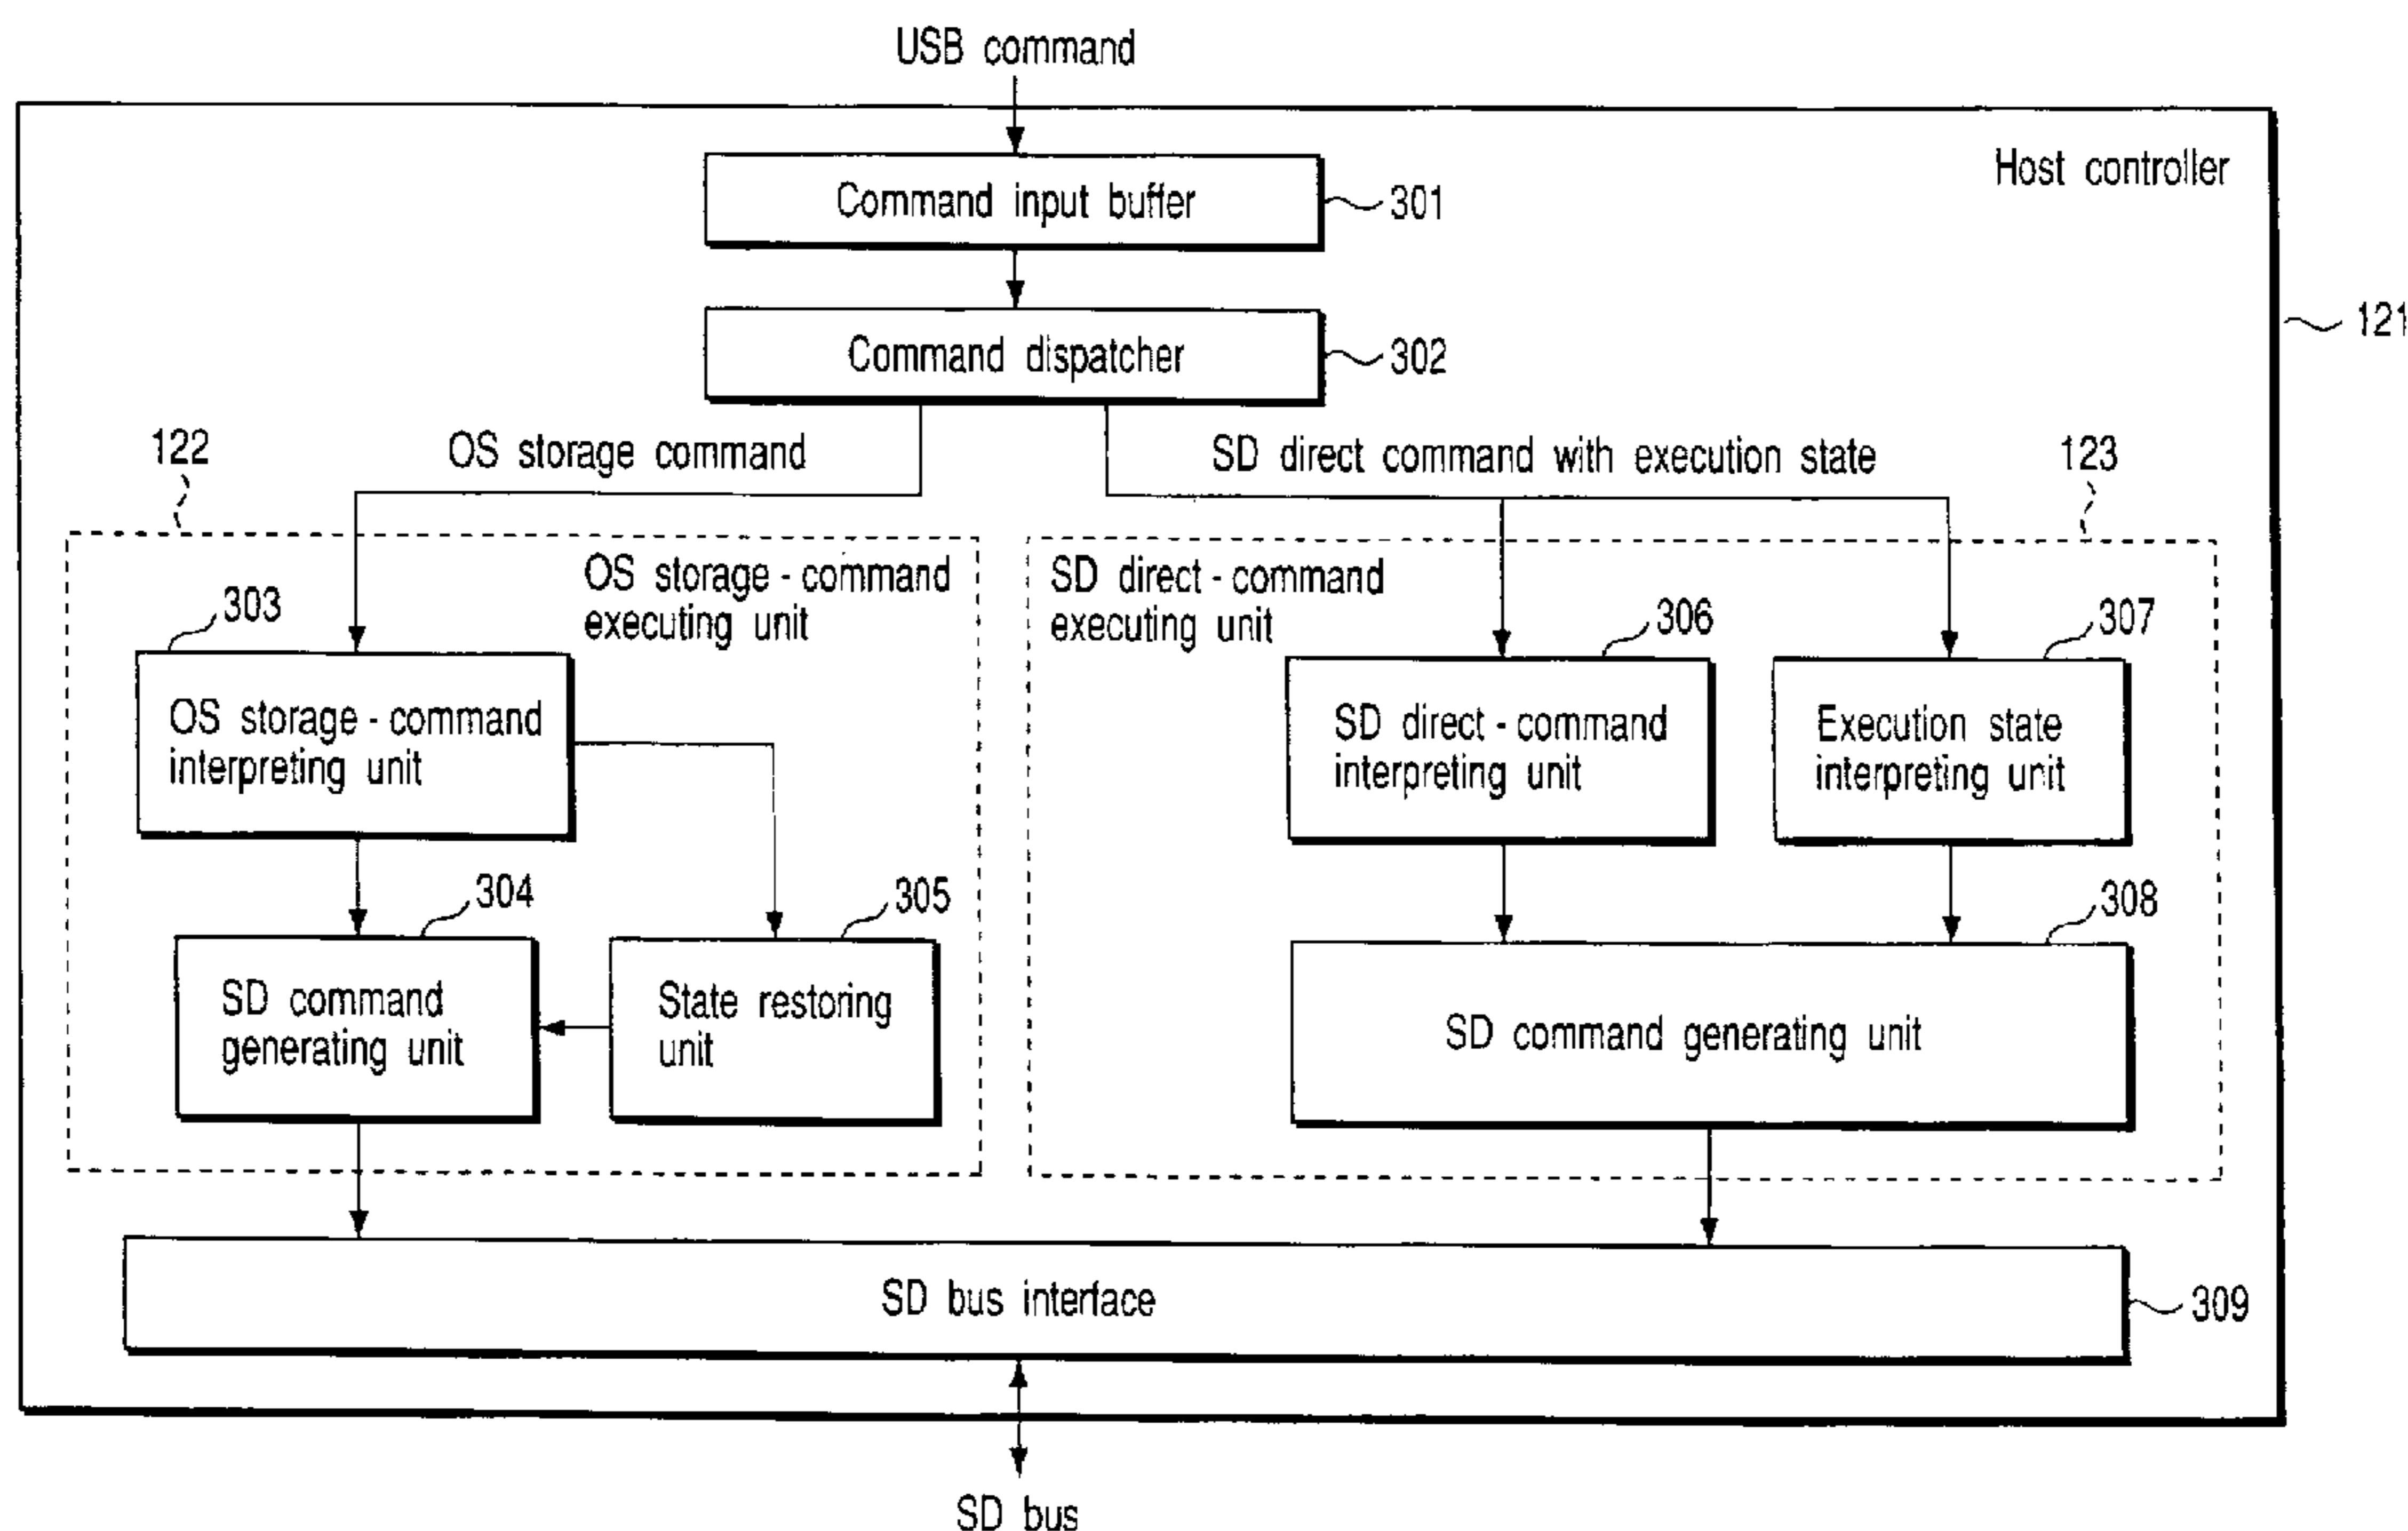 USB command
Host controller
Command input buffer
301
Command dispatcher
302
121
122
OS storage command
SD direct command with execution state
123
OS storage-command
executing unit
SD direct-command
executing unit
303
306
307
OS storage-command
interpreting unit
SD direct-command
interpreting unit
Execution state
interpreting unit
304
305
308
SD command
generating unit
State restoring
unit
SD command generating unit
SD bus interface
309
SD bus